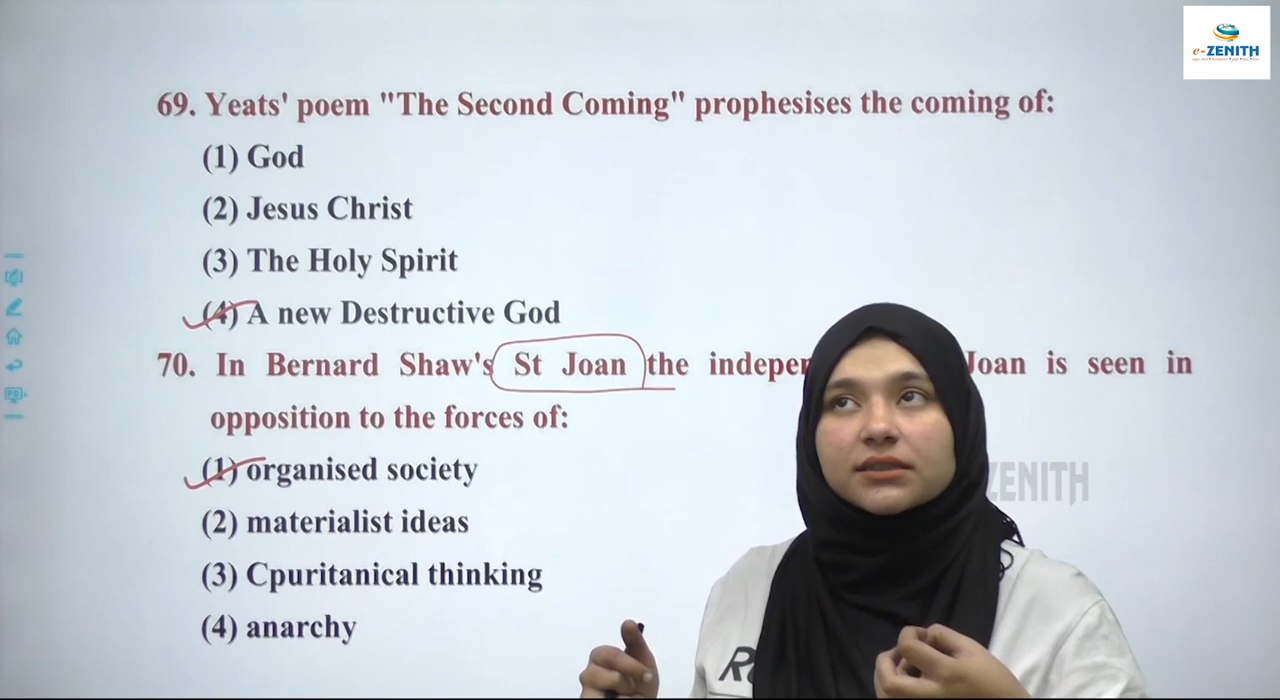 e-ZENITH
69. Yeats' poem "The Second Coming" prophesises the coming of:
(1) God
(2) Jesus Christ
(3) The Holy Spirit
(4) A new Destructive God
70. In Bernard Shaw's St Joan the Joan is seen in
opposition to the forces of:
(1) organised society
ZENITH
(2) materialist ideas
(3) Cpuritanical thinking
(4) anarchy